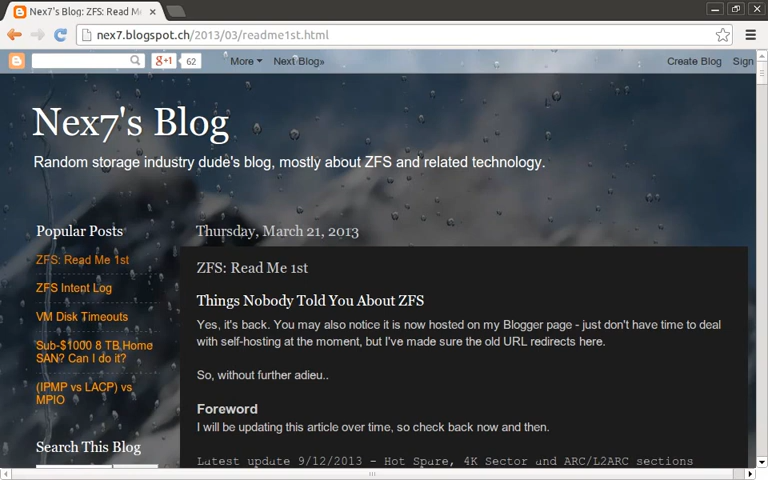 Nex7's Blog: ZFS: Read M
nex7.blogspot.ch/2013/03/readme1st.html
g+1 62 More Next Blog» Create Blog Sign
Nex7's Blog
Random storage industry dude's blog, mostly about ZFS and related technology.
Popular Posts
ZFS: Read Me 1st
ZFS Intent Log
VM Disk Timeouts
Sub-$1000 8 TB Home
SAN? Can I do it?
(IPMP vs LACP) vs
MPIO
Search This Blog
Thursday, March 21, 2013
ZFS: Read Me 1st
Things Nobody Told You About ZFS
Yes, it's back. You may also notice it is now hosted on my Blogger page - just don't have time to deal
with self-hosting at the moment, but I've made sure the old URL redirects here.
So, without further adieu..
Foreword
I will be updating this article over time, so check back now and then.
Latest update 9/12/2013 - Hot Spare, 4K Sector and ARC/L2ARC sections